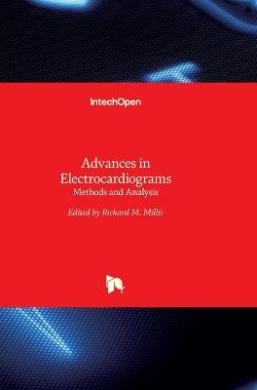 IntechOpen
Advances in
Electrocardiograms
Methods and Analysis
Edited by Richard M. Millis